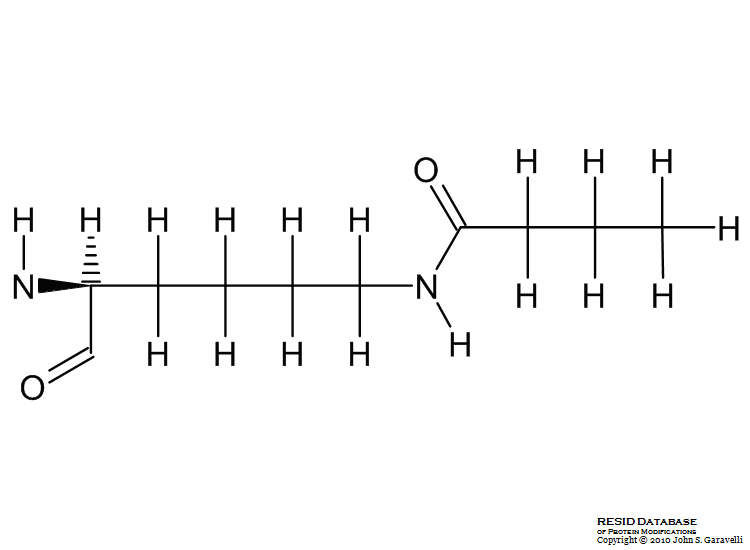 H H H
O
H H H H H H
H
N N
H H H
H
H H H H
O
RESID DATABASE
OF PROTEIN MODIFICATIONS
Copyright © 2010 John S. Garavelli